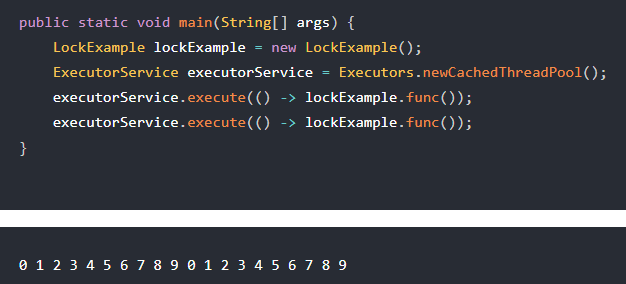 public static void main(String[] args) {
LockExample lockExample = new LockExample();
ExecutorService executorService = Executors.newCachedThreadPool();
executorService.execute(() -> lockExample.func());
executorService.execute(() -> lockExample.func());
}
0 1 2 3 4 5 6 7 8 9 0 1 2 3 4 5 6 7 8 9